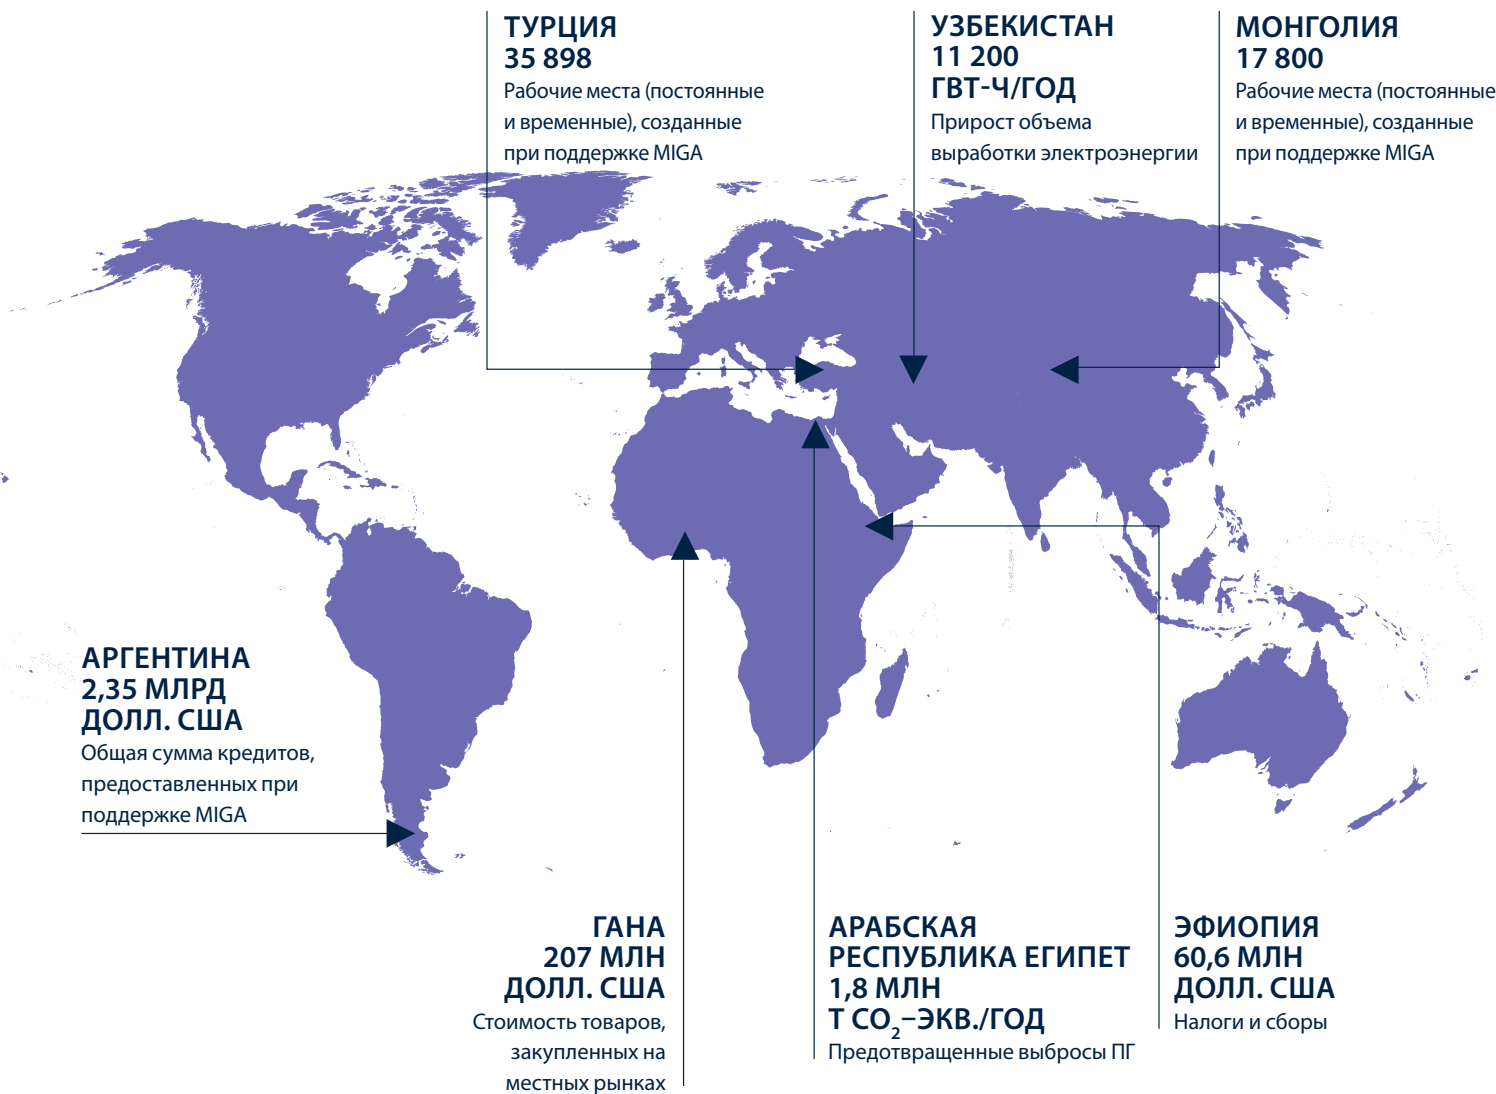 ТУРЦИЯ
35 898
Рабочие места (постоянные
и временные), созданные
при поддержке MIGA
УЗБЕКИСТАН
11 200
ГВТ-Ч/ГОД
Прирост объема
выработки электроэнергии
МОНГОЛИЯ
17 800
Рабочие места (постоянные
и временные), созданные
при поддержке MIGA
АРГЕНТИНА
2,35 МЛРД
ДОЛЛ. США
Общая сумма кредитов,
предоставленных при
поддержке MIGA
ГАНА
207 МЛН
ДОЛЛ. США
Стоимость товаров,
закупленных на
местных рынках
АРАБСКАЯ
РЕСПУБЛИКА ЕГИПЕТ
1,8 МЛН
Т CO₂–ЭКВ./ГОД
Предотвращенные выбросы ПГ
ЭФИОПИЯ
60,6 МЛН
ДОЛЛ. США
Налоги и сборы